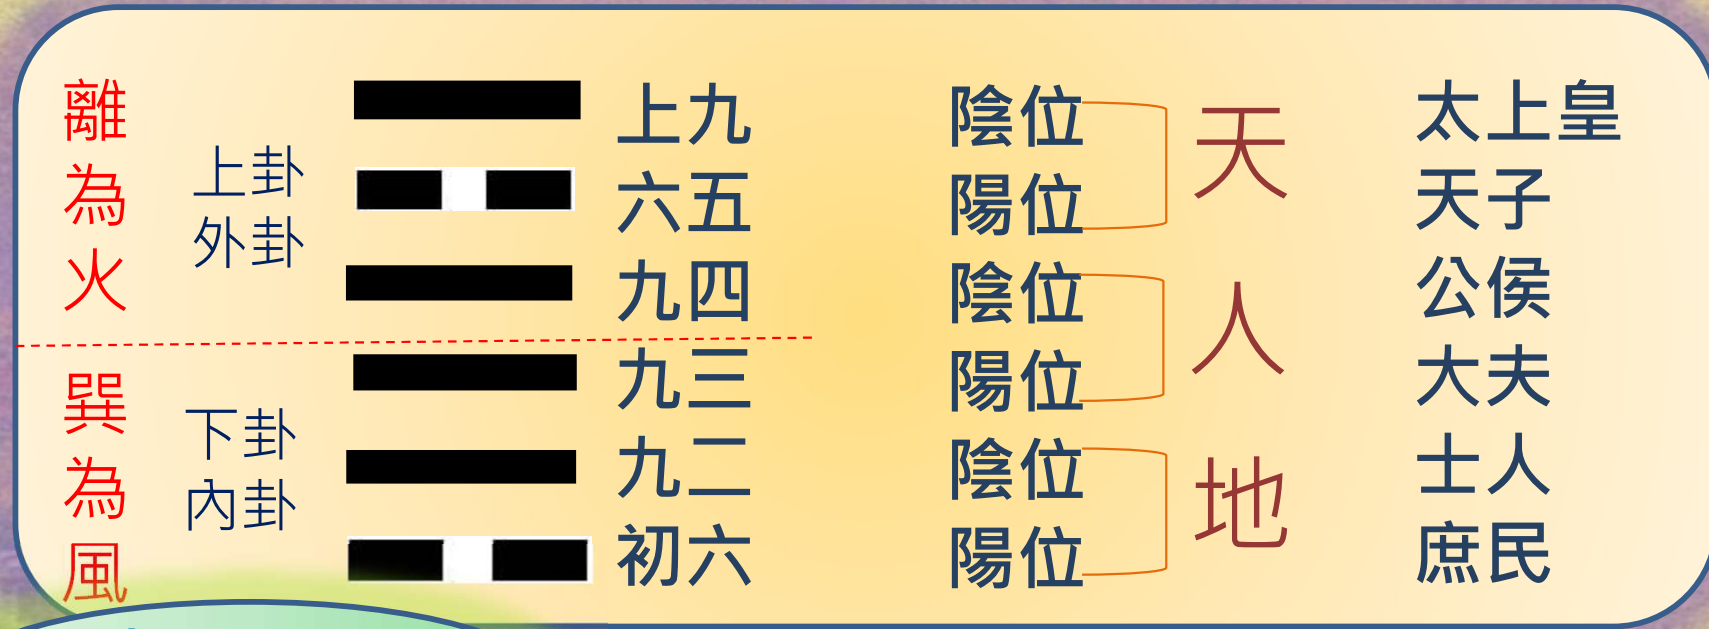 離為火
上卦
外卦
上九
六五
九四
九三
九二
初六
巽為風
下卦
內卦
陰位
陽位
陰位
陽位
陰位
陽位
天
人
地
太上皇
天子
公侯
大夫
士人
庶民